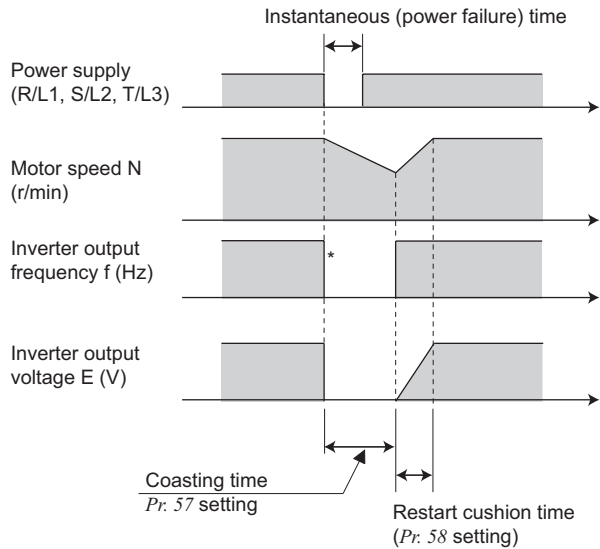 Instantaneous (power failure) time
Power supply
(R/L1, S/L2, T/L3)
Motor speed N
(r/min)
Inverter output
frequency f (Hz)
*
Inverter output
voltage E (V)
Coasting time
Pr. 57 setting
Restart cushion time
(Pr. 58 setting)